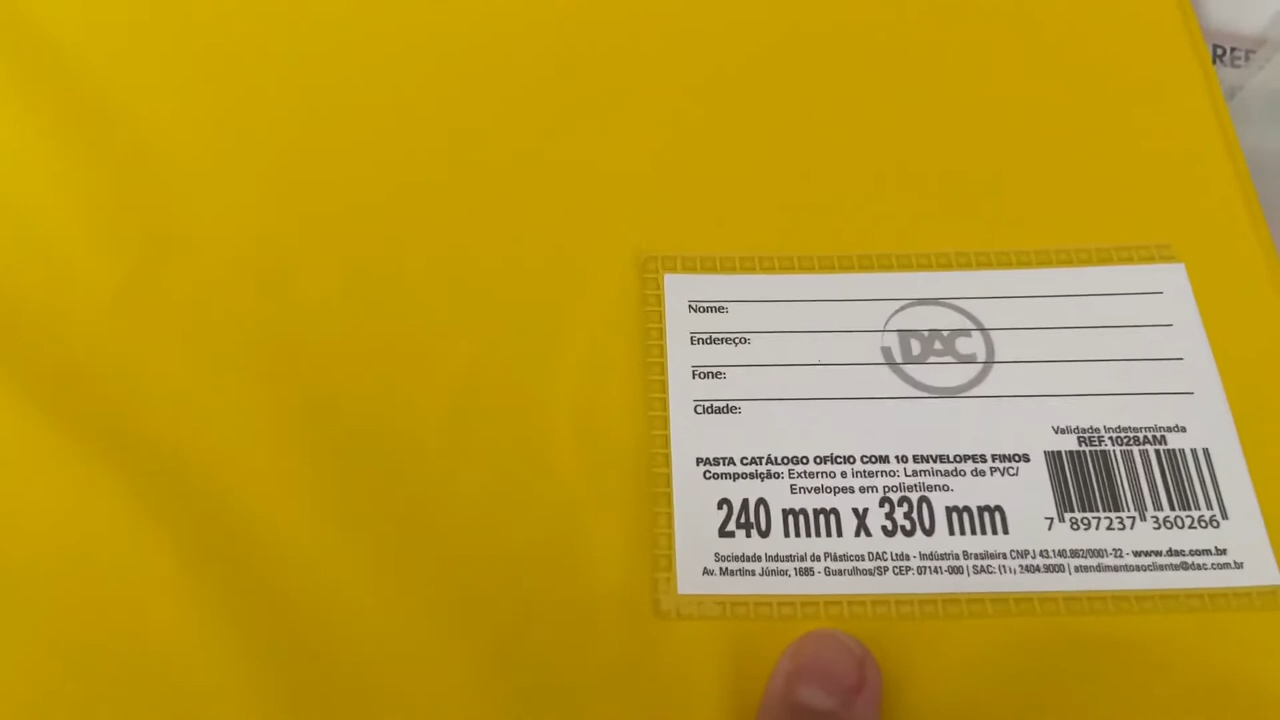 REF.
Nome:
DAC
Endereço:
Fone:
Cidade:
Validade Indeterminada
REF.1028AM
PASTA CATÁLOGO OFÍCIO COM 10 ENVELOPES FINOS
Composição: Externo e interno: Laminado de PVC/
Envelopes em polietileno.
240 mm x 330 mm
7 897237 360266
Sociedade Industrial de Plásticos DAC Ltda - Indústria Brasileira CNPJ 43.140.862/0001-22 - www.dac.com.br
Av. Martins Júnior, 1685 - Guarulhos/SP CEP: 07141-000 | SAC: (11) 2404.9000 | atendimentoaocliente@dac.com.br